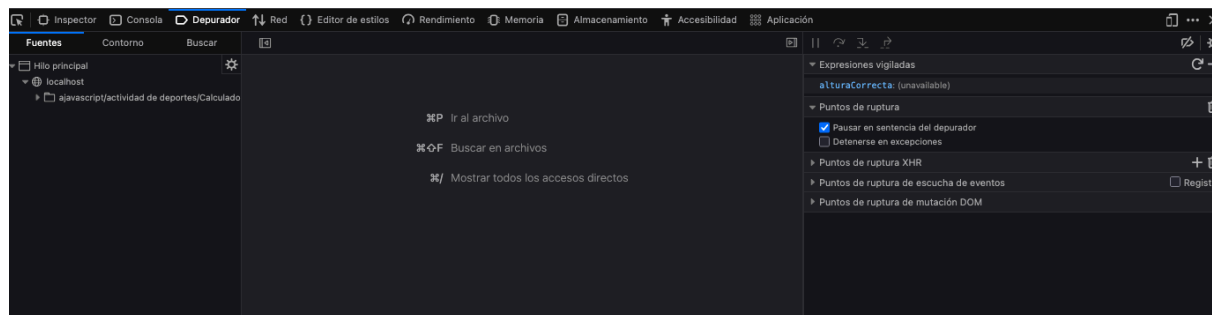 Inspector Consola Depurador Red Editor de estilos Rendimiento Memoria Almacenamiento Accesibilidad Aplicación
Fuentes Contorno Buscar
Hilo principal
localhost
ajavascript/actividad de deportes/Calculado
⌘P Ir al archivo
⌘⇧F Buscar en archivos
⌘/ Mostrar todos los accesos directos
Expresiones vigiladas
alturaCorrecta: (unavailable)
Puntos de ruptura
Pausar en sentencia del depurador
Detenerse en excepciones
Puntos de ruptura XHR
Puntos de ruptura de escucha de eventos Regist
Puntos de ruptura de mutación DOM